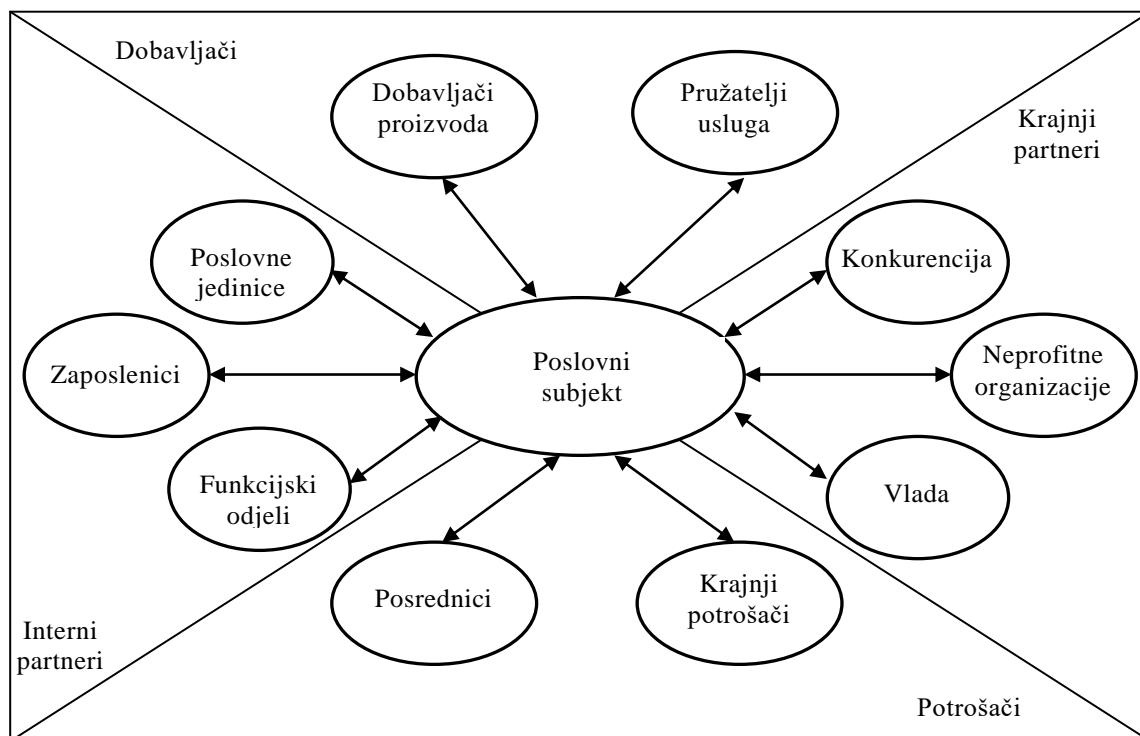 Dobavljači
Dobavljači
proizvoda
Pružatelji
usluga
Krajnji
partneri
Poslovne
jedinice
Konkurencija
Zaposlenici
Poslovni
subjekt
Neprofitne
organizacije
Funkcijski
odjeli
Vlada
Posrednici
Krajnji
potrošači
Interni
partneri
Potrošači